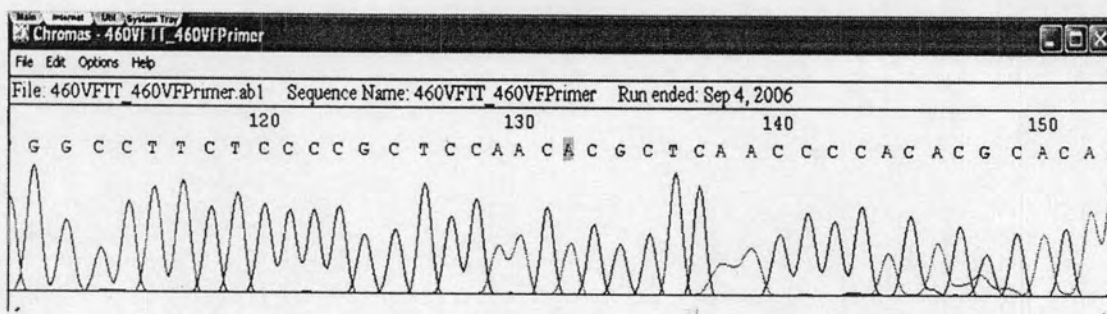 Main Internet Util System Tray
Chromas - 460VFTT_460VFPrimer
File Edit Options Help
File: 460VFTT_460VFPrimer.ab1 Sequence Name: 460VFTT_460VFPrimer Run ended: Sep 4, 2006
120 130 140 150
G G C C T T C T C C C C G C T C C A A C A C G C T C A A C C C C A C A C G C A C A